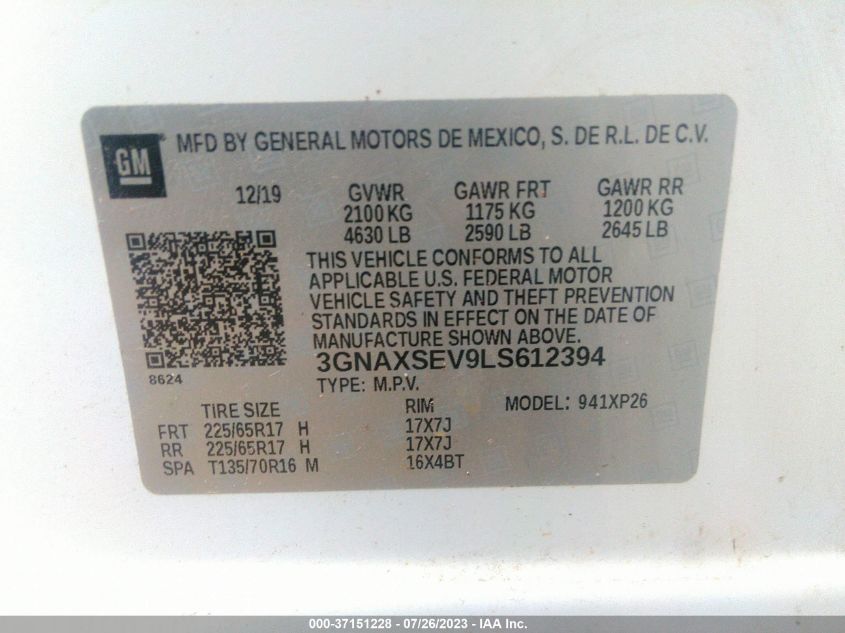 GM
MFD BY GENERAL MOTORS DE MEXICO, S. DE R.L. DE C.V.
12/19 GVWR GAWR FRT GAWR RR
2100 KG 1175 KG 1200 KG
4630 LB 2590 LB 2645 LB
THIS VEHICLE CONFORMS TO ALL
APPLICABLE U.S. FEDERAL MOTOR
VEHICLE SAFETY AND THEFT PREVENTION
STANDARDS IN EFFECT ON THE DATE OF
MANUFACTURE SHOWN ABOVE.
3GNAXSEV9LS612394
8624
TYPE: M.P.V.
TIRE SIZE RIM MODEL: 941XP26
FRT 225/65R17 H 17X7J
RR 225/65R17 H 17X7J
SPA T135/70R16 M 16X4BT
000-37151228 - 07/26/2023 - IAA Inc.